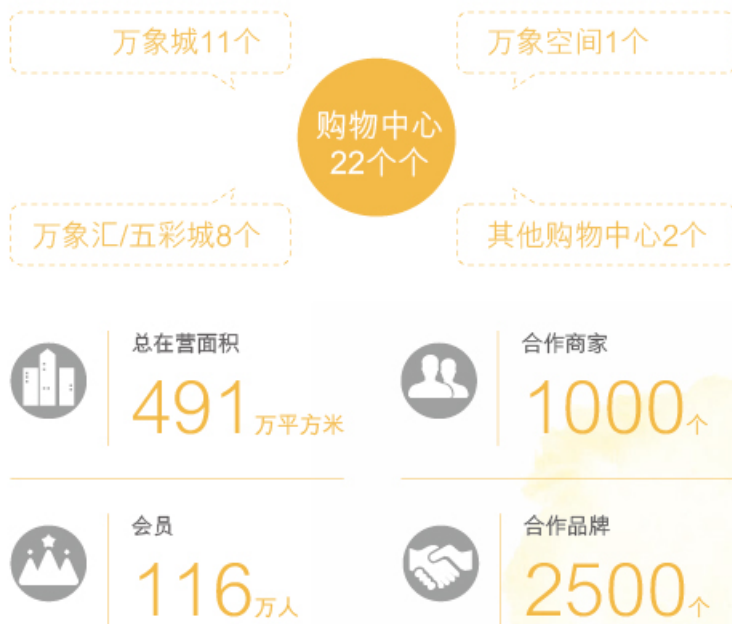 万象城11个
万象空间1个
购物中心
22个个
万象汇/五彩城8个
其他购物中心2个
总在营面积
491万平方米
合作商家
1000个
会员
116万人
合作品牌
2500个